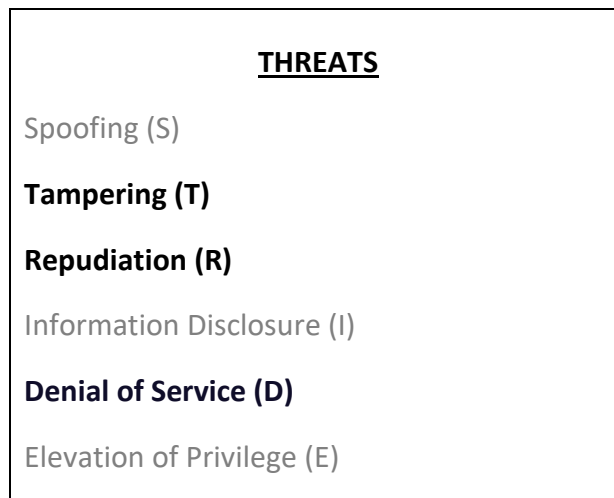 THREATS
Spoofing (S)
Tampering (T)
Repudiation (R)
Information Disclosure (I)
Denial of Service (D)
Elevation of Privilege (E)